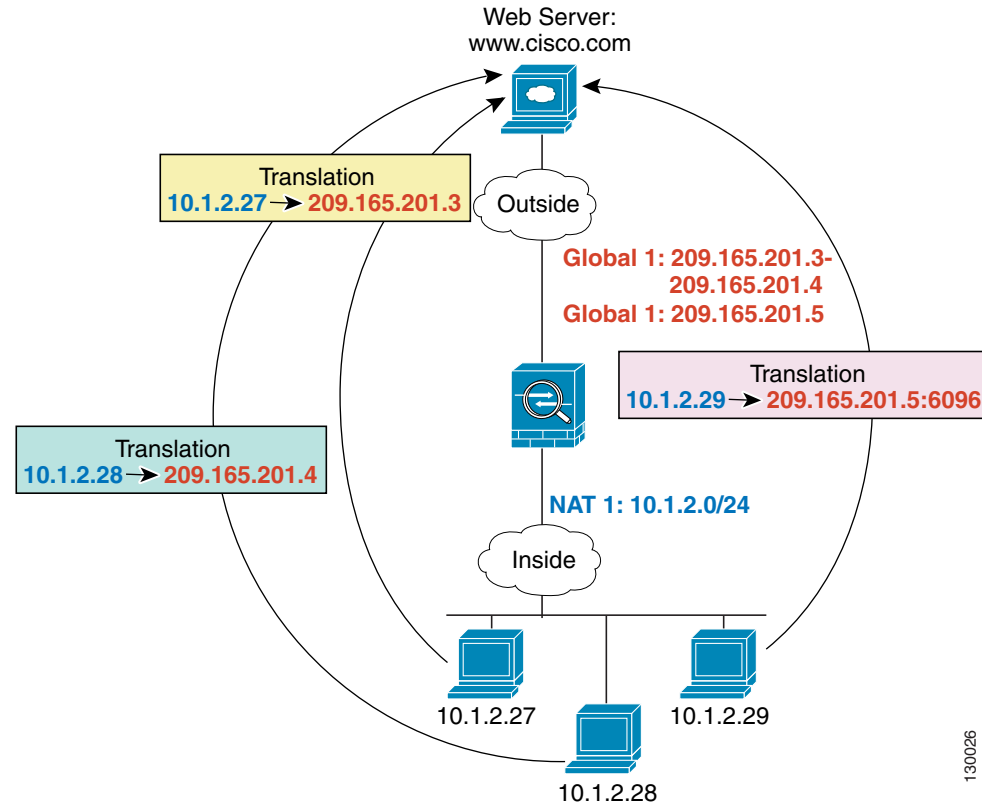 Web Server:
www.cisco.com
Translation
10.1.2.27 209.165.201.3
Outside
Global 1: 209.165.201.3-
209.165.201.4
Global 1: 209.165.201.5
Translation
10.1.2.29 209.165.201.5:6096
Translation
10.1.2.28 209.165.201.4
NAT 1: 10.1.2.0/24
Inside
10.1.2.27
10.1.2.29
10.1.2.28
130026